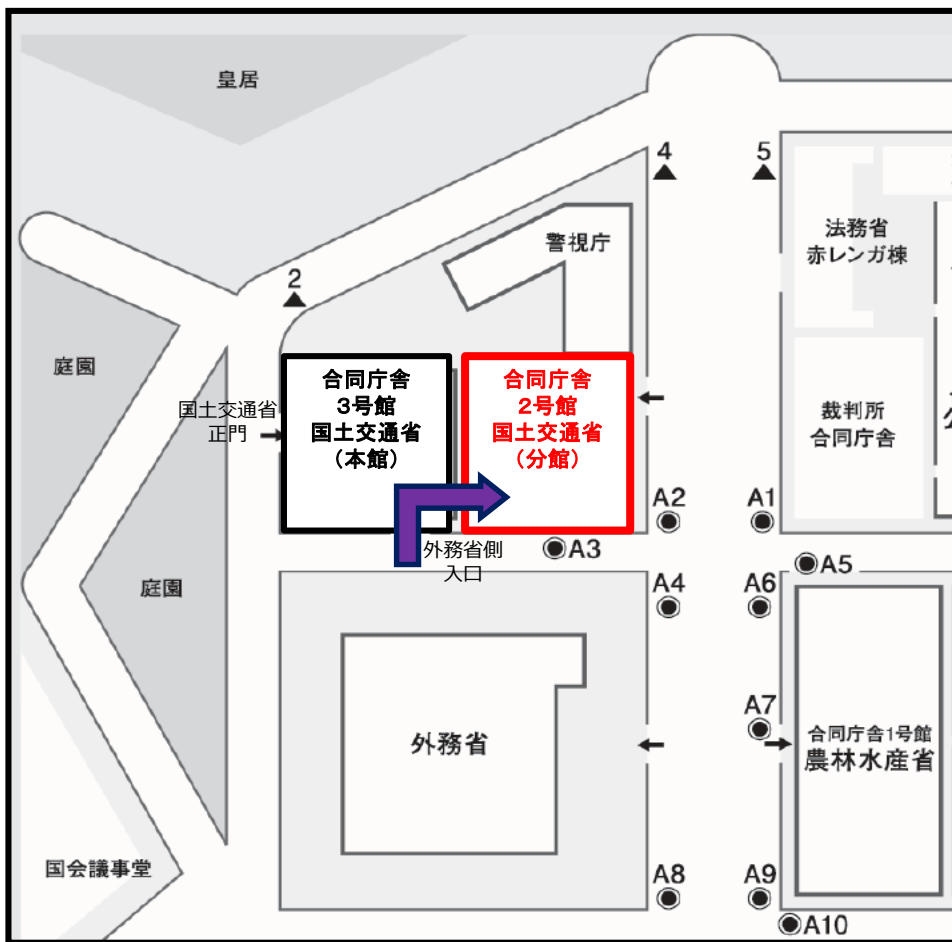 皇居
4
5
法務省
赤レンガ棟
警視庁
2
庭園
合同庁舎
3号館
国土交通省
(本館)
合同庁舎
2号館
国土交通省
(分館)
国土交通省
正門
裁判所
合同庁舎
A2
A1
外務省側
入口
A3
A5
庭園
A4
A6
A7
外務省
合同庁舎1号館
農林水産省
国会議事堂
A8
A9
A10